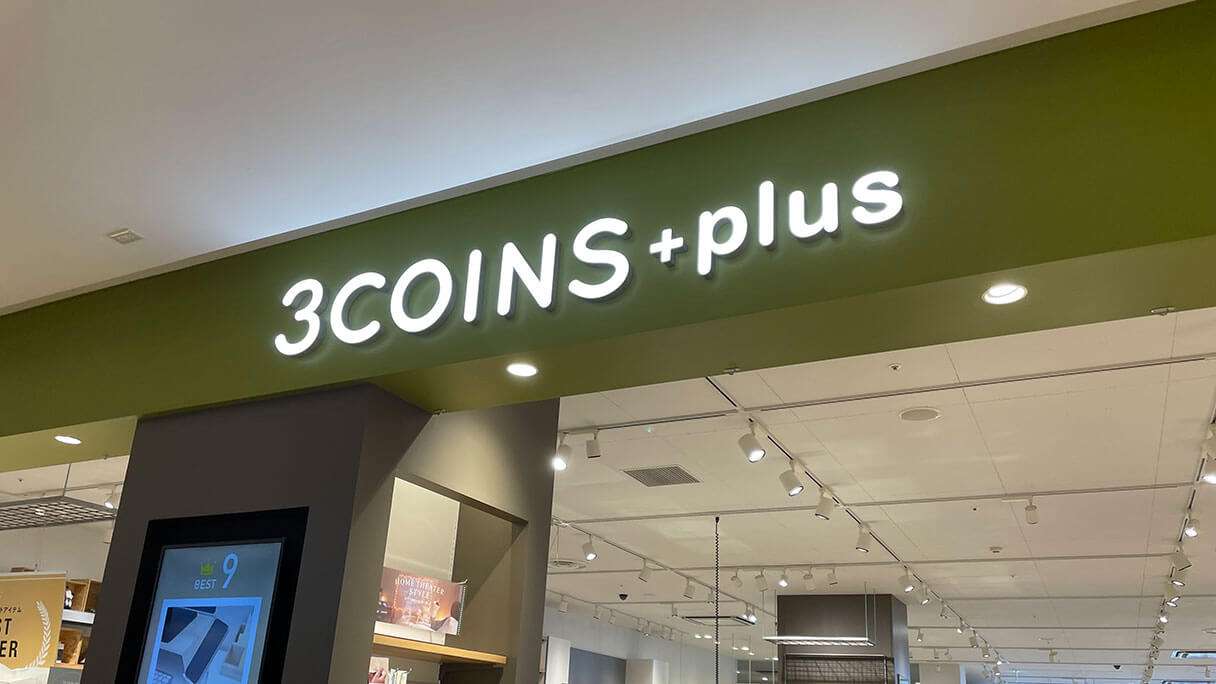 3COINS +plus
BEST 9
HOME THEATER
STYLE